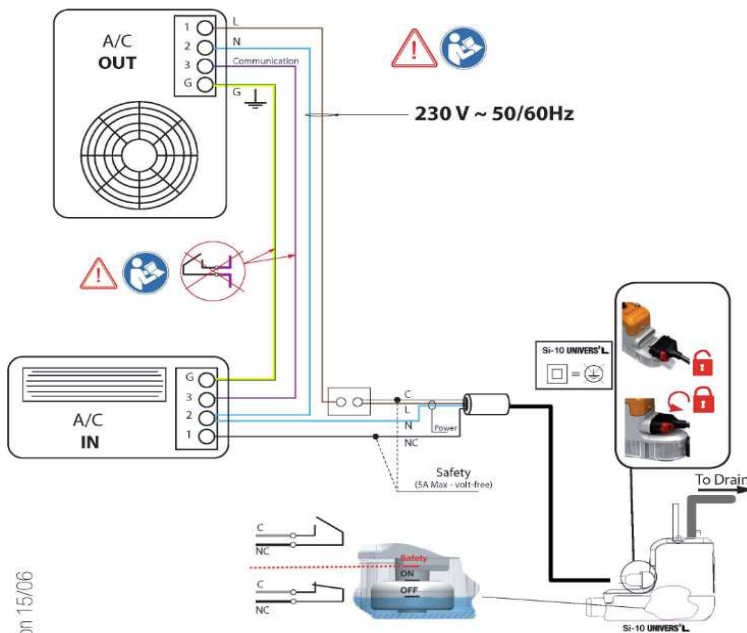 A/C
OUT
1
2
3
G
L
N
Communication
G
230 V ~ 50/60Hz
A/C
IN
G
3
2
1
C
L
N
Power
NC
Safety
(5A Max - volt-free)
Si-10 UNIVERS'L
=
To Drain
C
NC
C
NC
Safety
ON
OFF
Si-10 UNIVERS'L
on 15/06